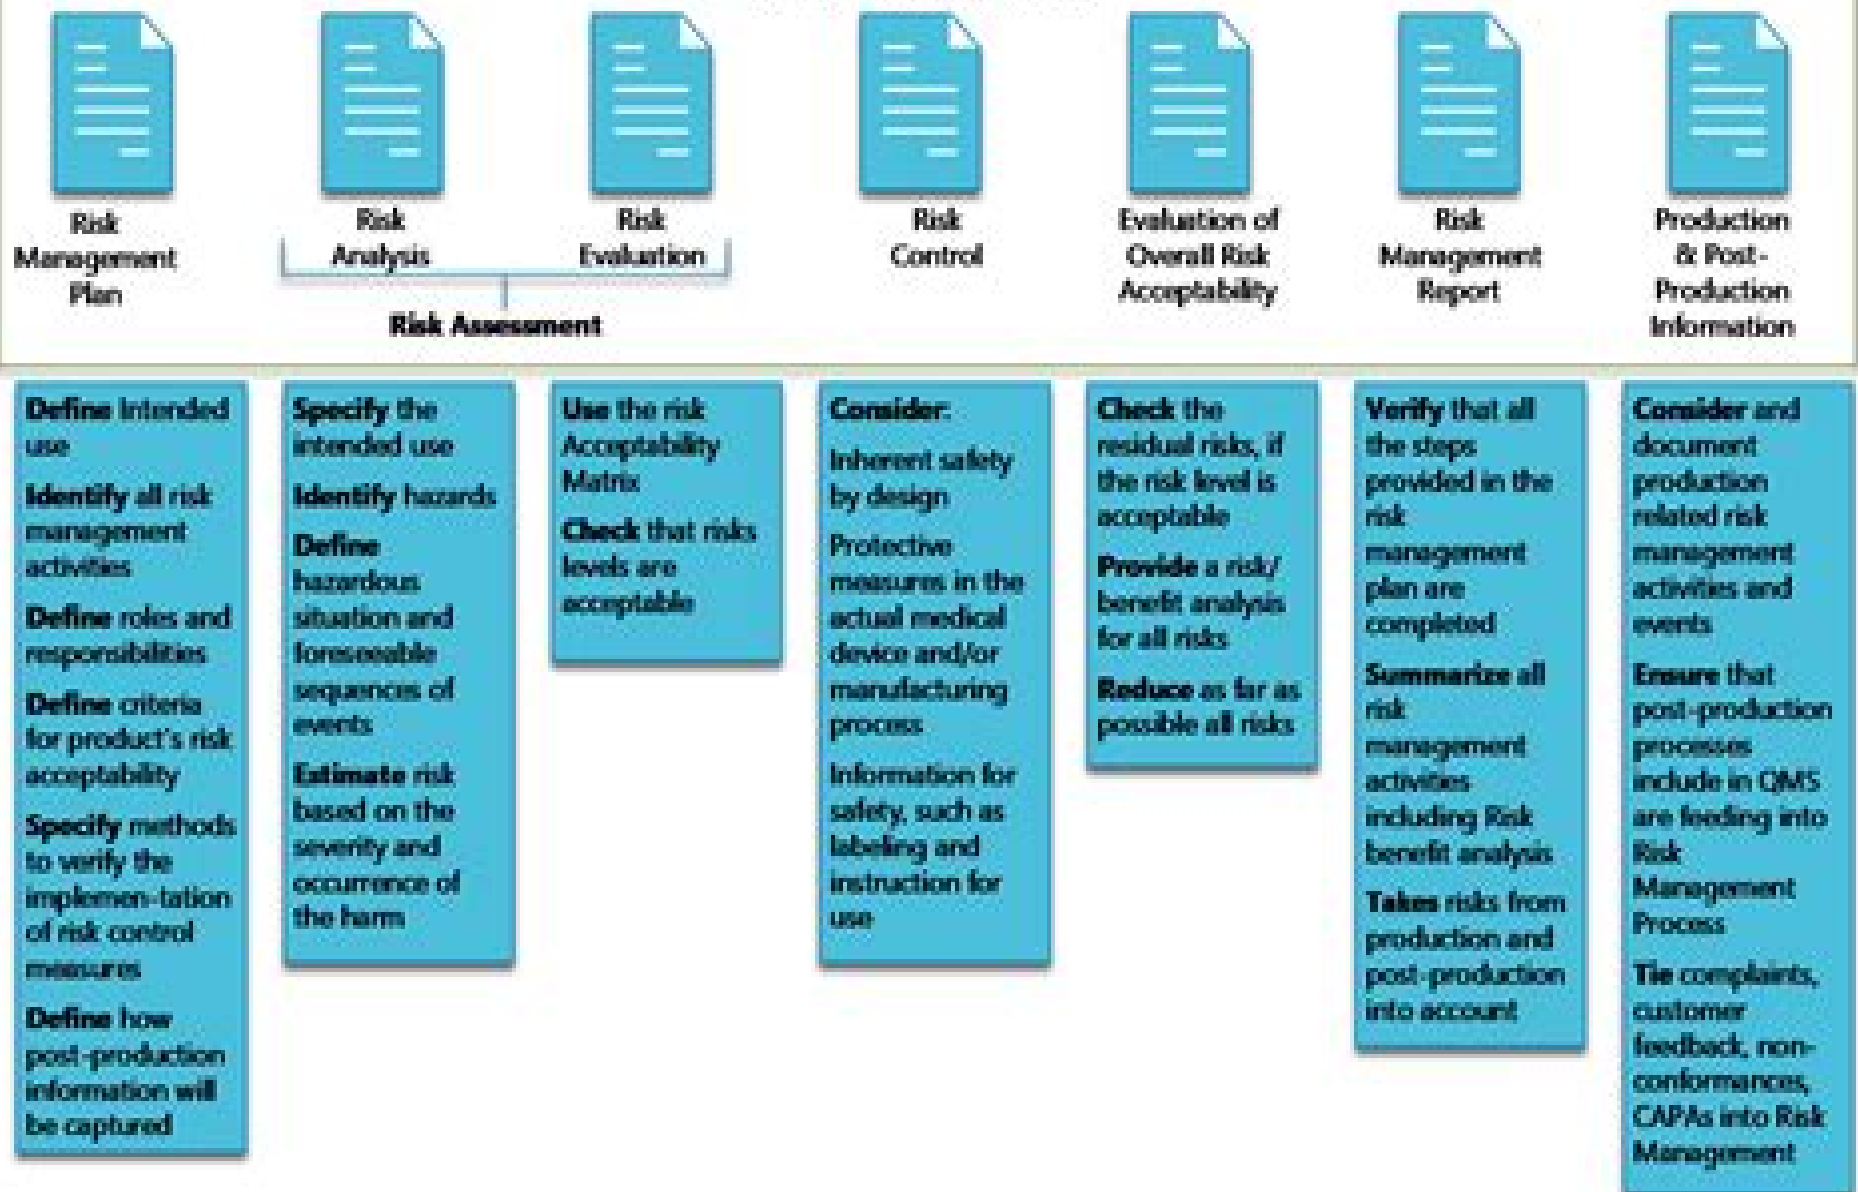 Risk
Management
Plan
Risk
Analysis
Risk
Evaluation
Risk Assessment
Risk
Control
Evaluation of
Overall Risk
Acceptability
Risk
Management
Report
Production
& Post-
Production
Information
Define Intended
use
Identify all risk
management
activities
Define roles and
responsibilities
Define criteria
for product's risk
acceptability
Specify methods
to verify the
implemen-tation
of risk control
measures
Define how
post-production
information will
be captured
Specify the
intended use
Identify hazards
Define
hazardous
situation and
foreseeable
sequences of
events
Estimate risk
based on the
severity and
occurrence of
the harm
Use the risk
Acceptability
Matrix
Check that risks
levels are
acceptable
Consider:
Inherent safety
by design
Protective
measures in the
actual medical
device and/or
manufacturing
process
Information for
safety, such as
labeling and
instruction for
use
Check the
residual risks, if
the risk level is
acceptable
Provide a risk/
benefit analysis
for all risks
Reduce as far as
possible all risks
Verify that all
the steps
provided in the
risk
management
plan are
completed
Summarize all
risk
management
activities
including Risk
benefit analysis
Takes risks from
production and
post-production
into account
Consider and
document
production
related risk
management
activities and
events
Ensure that
post-production
processes
include in QMS
are feeding into
Risk
Management
Process
Tie complaints,
customer
feedback, non-
conformances,
CAPAs into Risk
Management